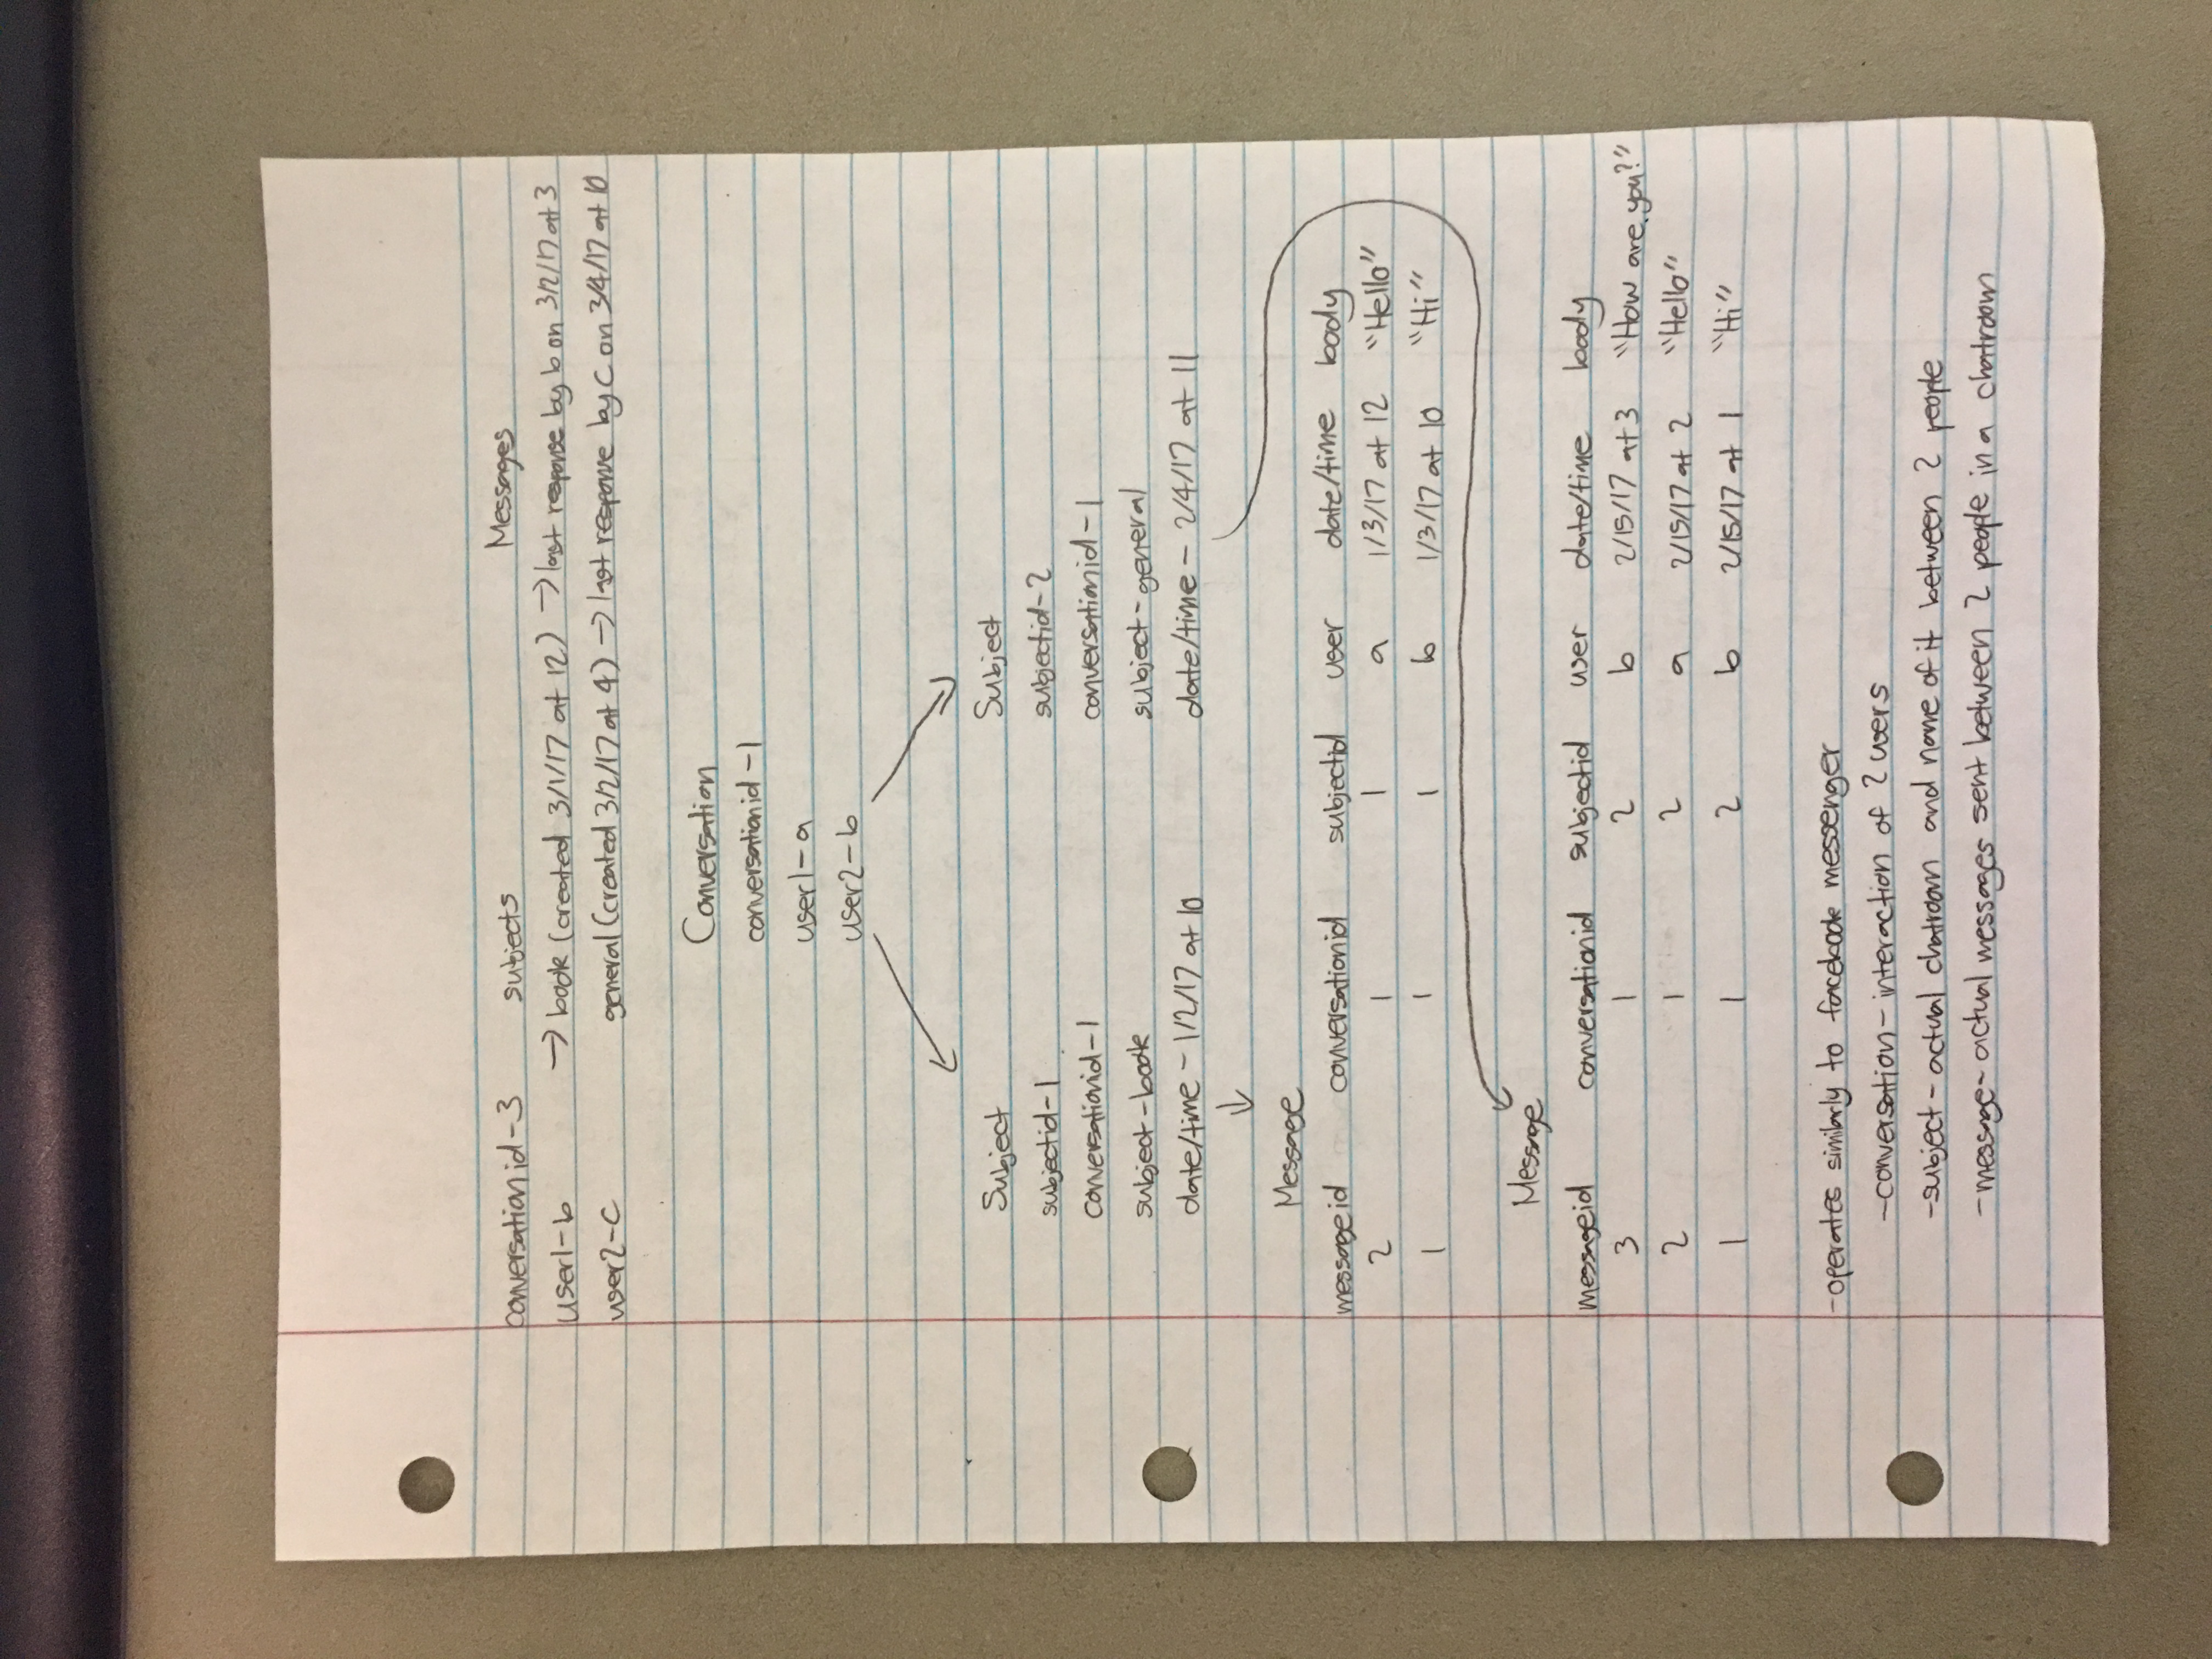 conversationid-3 subjects Messages
user1-b → book (created 3/1/17 at 12) → last response by b on 3/2/17 at 3
user2-c general (created 3/2/17 at 4) → last response by c on 3/4/17 at 10
Conversation
conversationid-1
user1-a
user2-b
Subject Subject
subjectid-1 subjectid-2
conversationid-1 conversationid-1
subject-book subject-general
date/time - 1/2/17 at 10 date/time - 2/4/17 at 11
Message
messageid conversationid subjectid user date/time body
2 1 1 a 1/3/17 at 12 "Hello"
1 1 1 b 1/3/17 at 10 "Hi"
Message
messageid conversationid subjectid user date/time body
3 1 2 b 2/15/17 at 3 "How are you?"
2 1 2 a 2/15/17 at 2 "Hello"
1 1 2 b 2/15/17 at 1 "Hi"
-operates similarly to facebook messenger
-conversation - interaction of 2 users
-subject - actual chatroom and name of it between 2 people
-message - actual messages sent between 2 people in a chatroom